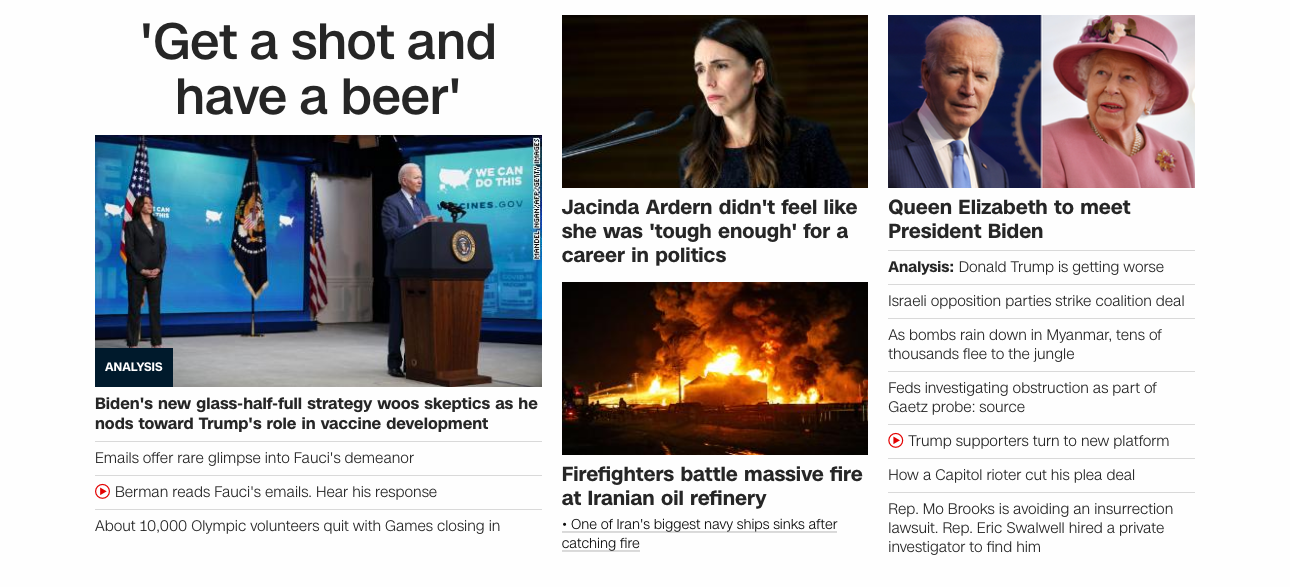 'Get a shot and
have a beer'
WE CAN
DO THIS
VACCINES.GOV
MANDEL NGAN/AFP/GETTY IMAGES
ANALYSIS
Biden's new glass-half-full strategy woos skeptics as he
nods toward Trump's role in vaccine development
Emails offer rare glimpse into Fauci's demeanor
Berman reads Fauci's emails. Hear his response
About 10,000 Olympic volunteers quit with Games closing in
Jacinda Ardern didn't feel like
she was 'tough enough' for a
career in politics
Firefighters battle massive fire
at Iranian oil refinery
• One of Iran's biggest navy ships sinks after
catching fire
Queen Elizabeth to meet
President Biden
Analysis: Donald Trump is getting worse
Israeli opposition parties strike coalition deal
As bombs rain down in Myanmar, tens of
thousands flee to the jungle
Feds investigating obstruction as part of
Gaetz probe: source
Trump supporters turn to new platform
How a Capitol rioter cut his plea deal
Rep. Mo Brooks is avoiding an insurrection
lawsuit. Rep. Eric Swalwell hired a private
investigator to find him